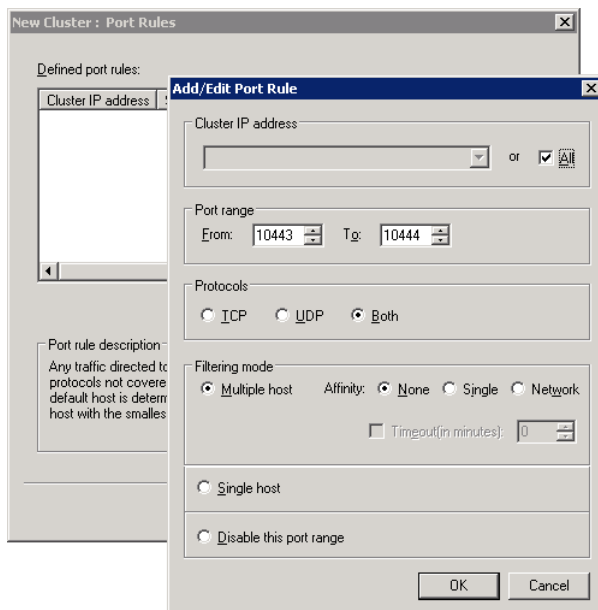 New Cluster : Port Rules
Defined port rules:
Cluster IP address
Add/Edit Port Rule
Cluster IP address
or
All
Port range
From:
10443
To:
10444
Protocols
TCP
UDP
Both
Port rule description
Any traffic directed to
protocols not covere
default host is determ
host with the smalles
Filtering mode
Multiple host
Affinity:
None
Single
Network
Timeout(in minutes):
0
Single host
Disable this port range
OK
Cancel